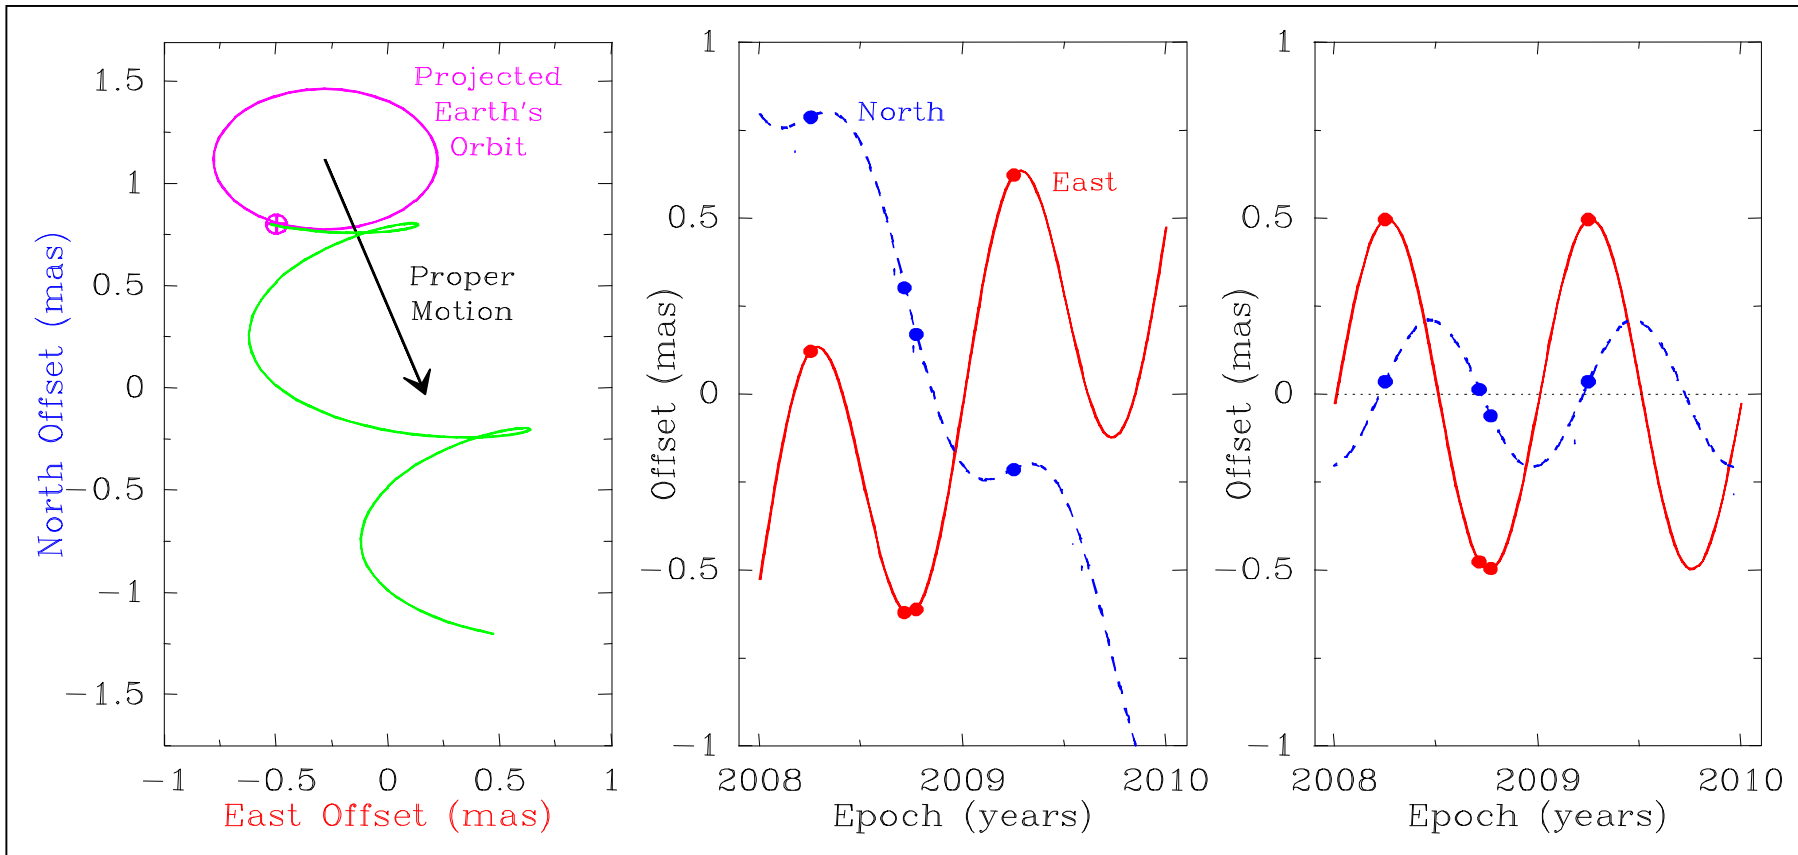 1.5
1
0.5
0
−0.5
−1
−1.5
North Offset (mas)
Projected
Earth's
Orbit
Proper
Motion
−1 −0.5 0 0.5 1
East Offset (mas)
1
0.5
0
−0.5
−1
Offset (mas)
North
East
2008 2009 2010
Epoch (years)
1
0.5
0
−0.5
−1
Offset (mas)
2008 2009 2010
Epoch (years)